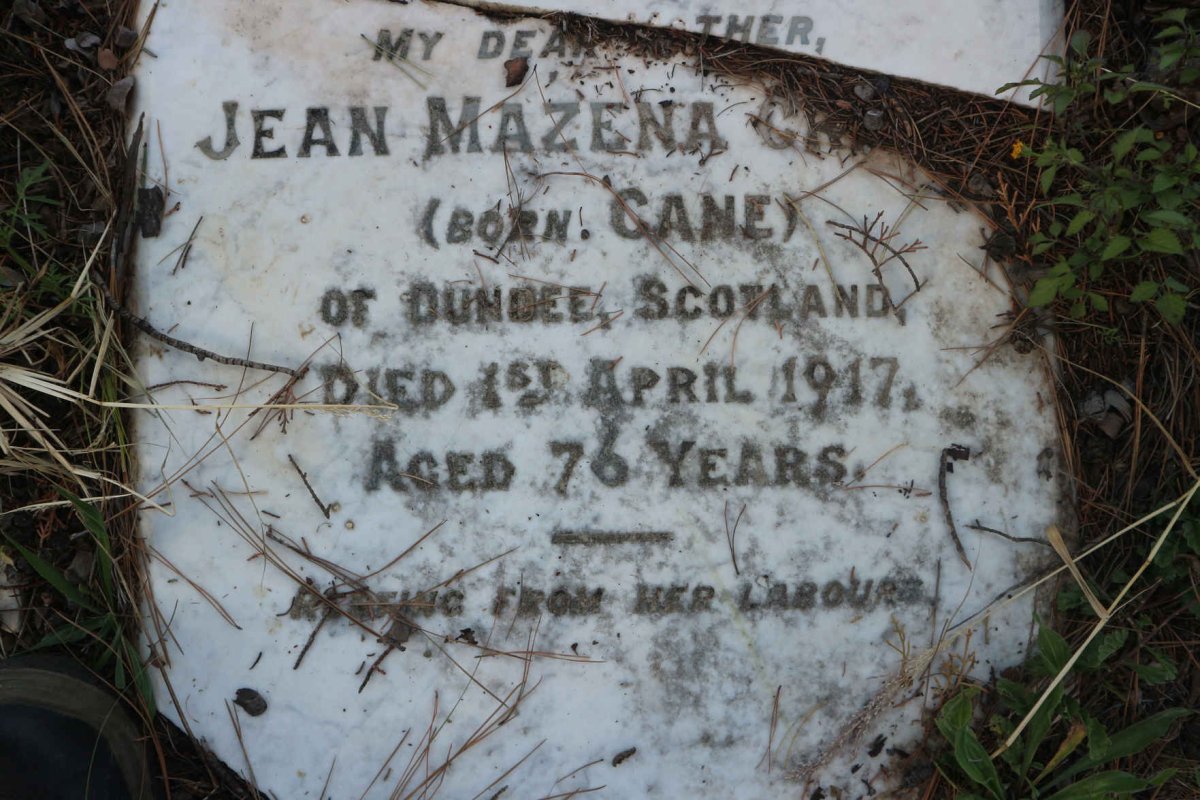 MY DEAR
JEAN MAZENA
(BORN. CANE)
OF DUNDEE, SCOTLAND,
DIED 1ST APRIL 1917,
AGED 76 YEARS.
RESTING FROM HER LABOURS